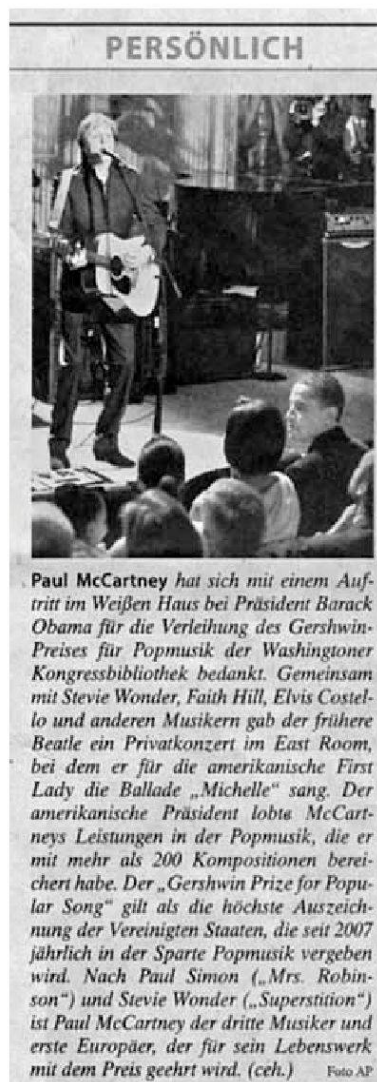 PERSÖNLICH
Paul McCartney hat sich mit einem Auf-
tritt im Weißen Haus bei Präsident Barack
Obama für die Verleihung des Gershwin-
Preises für Popmusik der Washingtoner
Kongressbibliothek bedankt. Gemeinsam
mit Stevie Wonder, Faith Hill, Elvis Costel-
lo und anderen Musikern gab der frühere
Beatle ein Privatkonzert im East Room,
bei dem er für die amerikanische First
Lady die Ballade „Michelle“ sang. Der
amerikanische Präsident lobte McCart-
neys Leistungen in der Popmusik, die er
mit mehr als 200 Kompositionen berei-
chert habe. Der „Gershwin Prize for Popu-
lar Song“ gilt als die höchste Auszeich-
nung der Vereinigten Staaten, die seit 2007
jährlich in der Sparte Popmusik vergeben
wird. Nach Paul Simon („Mrs. Robin-
son“) und Stevie Wonder („Superstition“)
ist Paul McCartney der dritte Musiker und
erste Europäer, der für sein Lebenswerk
mit dem Preis geehrt wird. (ceh.) Foto AP